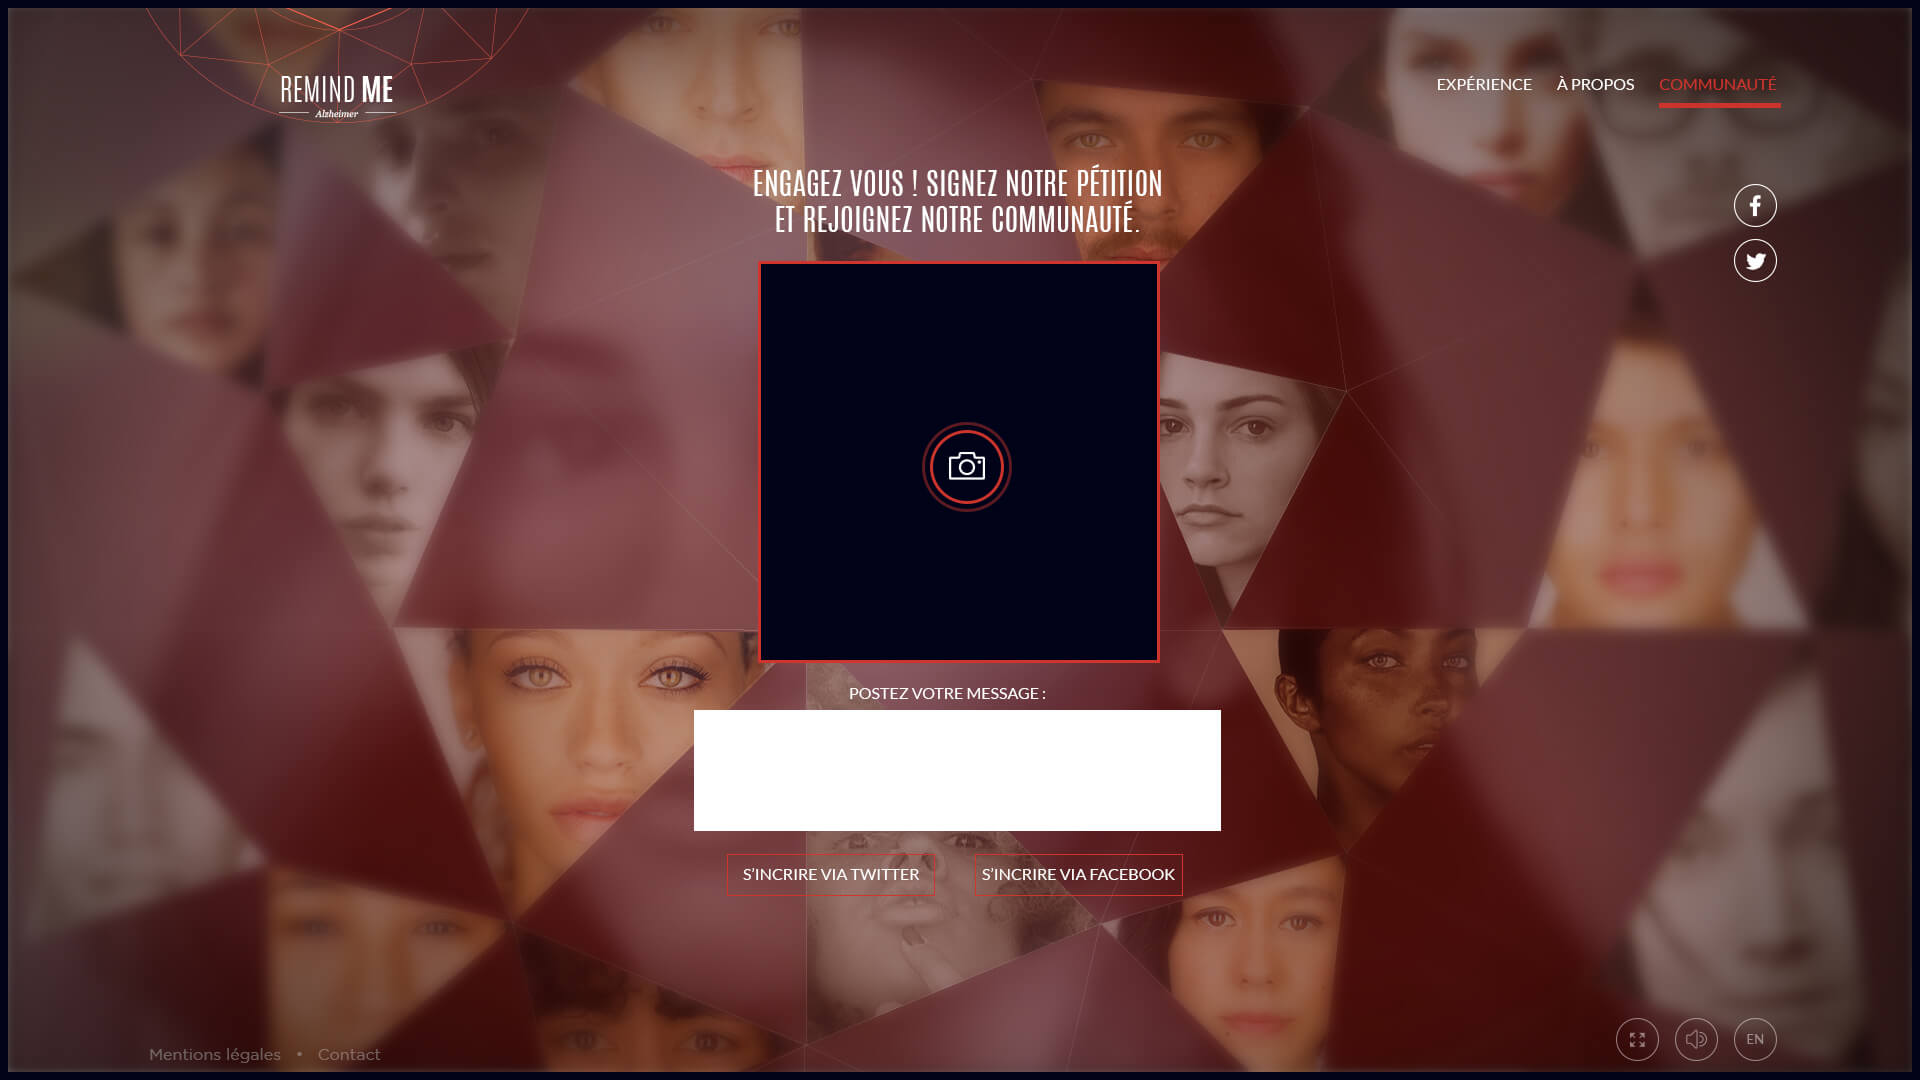 REMIND ME
Alzheimer
EXPÉRIENCE
À PROPOS
COMMUNAUTÉ
ENGAGEZ VOUS ! SIGNEZ NOTRE PÉTITION
ET REJOIGNEZ NOTRE COMMUNAUTÉ.
POSTEZ VOTRE MESSAGE :
S’INCRIRE VIA TWITTER
S’INCRIRE VIA FACEBOOK
Mentions légales • Contact
EN